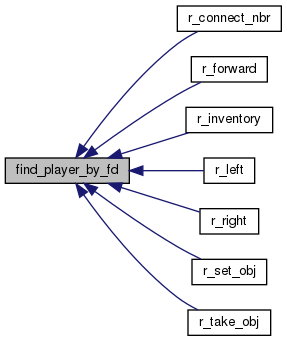 r_connect_nbr
r_forward
r_inventory
find_player_by_fd
r_left
r_right
r_set_obj
r_take_obj